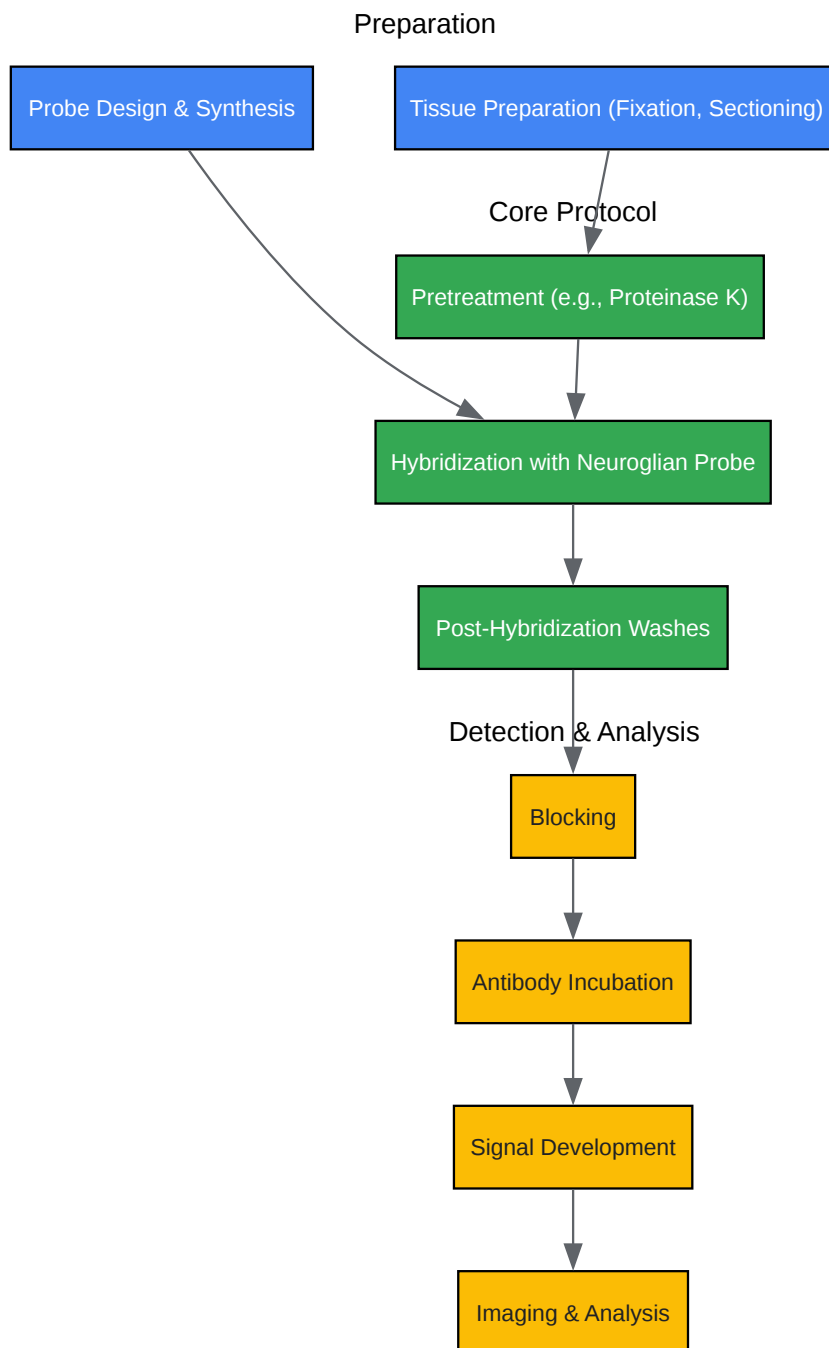 Preparation
Probe Design & Synthesis
Tissue Preparation (Fixation, Sectioning)
Core Protocol
Pretreatment (e.g., Proteinase K)
Hybridization with Neuroglian Probe
Post-Hybridization Washes
Detection & Analysis
Blocking
Antibody Incubation
Signal Development
Imaging & Analysis